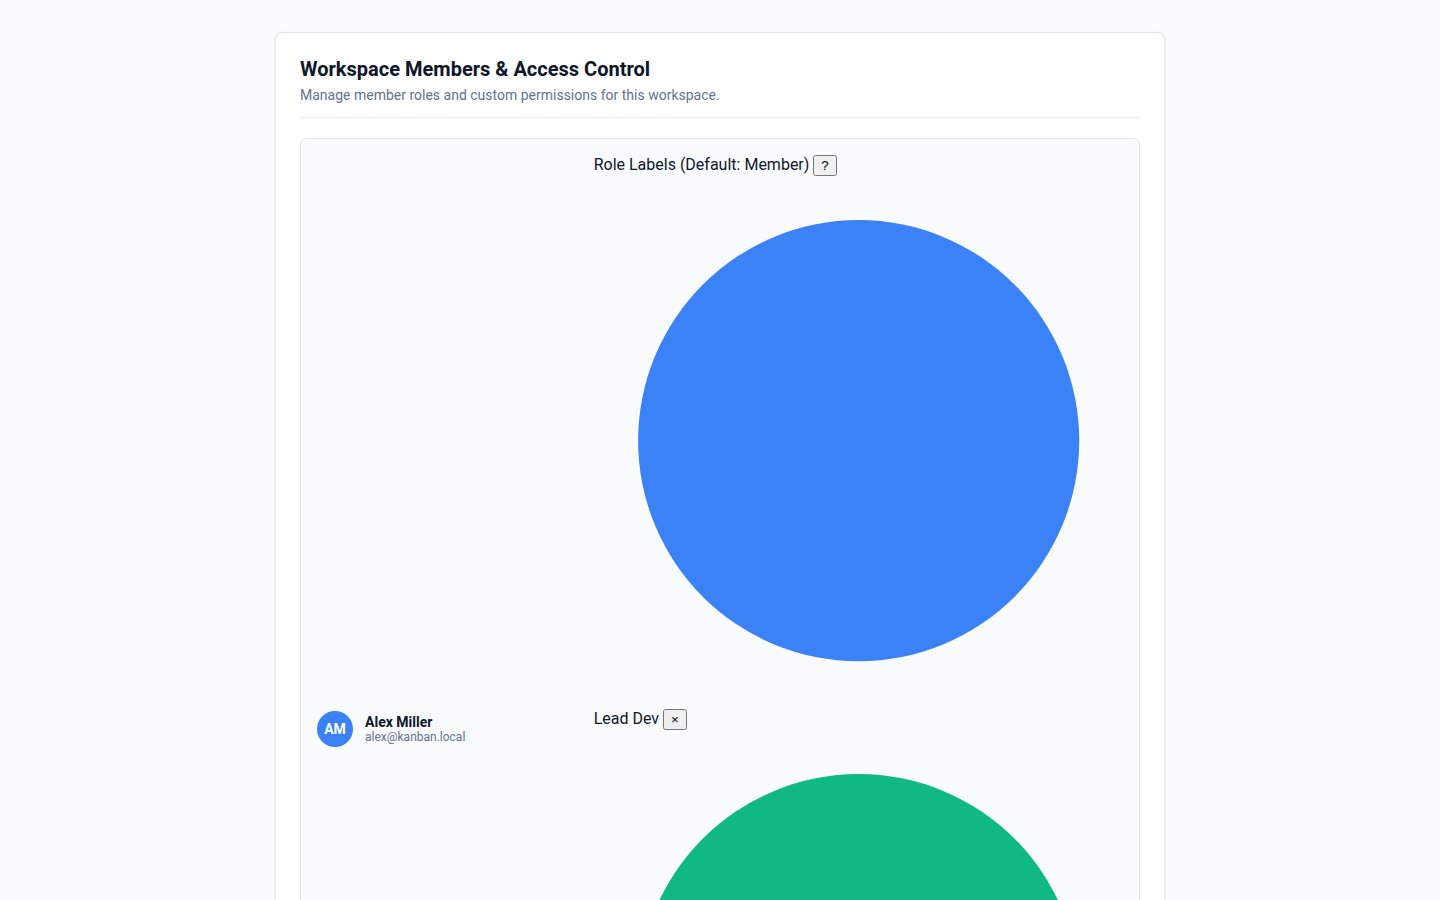 Workspace Members & Access Control
Manage member roles and custom permissions for this workspace.
Role Labels (Default: Member) ?
AM
Alex Miller
alex@kanban.local
Lead Dev ×